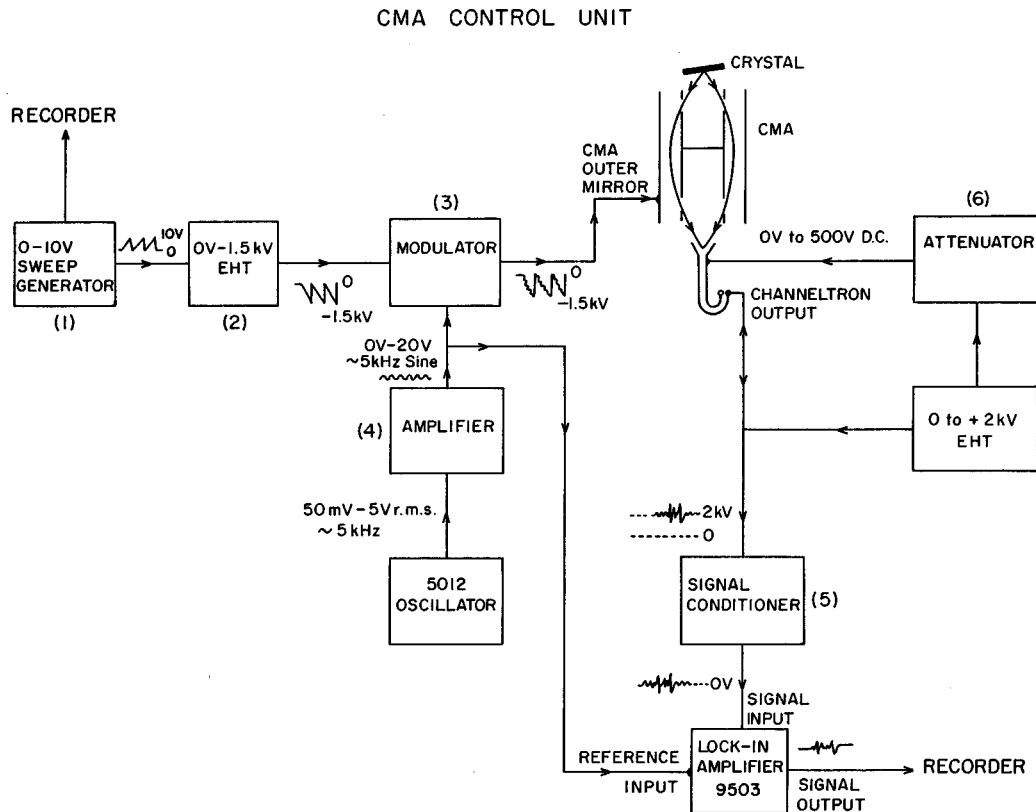 CMA CONTROL UNIT
RECORDER
0-10V
SWEEP
GENERATOR
(1)
10V
0
0V-1.5kV
EHT
(2)
0
-1.5kV
(3)
MODULATOR
0
-1.5kV
CMA
OUTER
MIRROR
CRYSTAL
CMA
0V to 500V D.C.
(6)
ATTENUATOR
CHANNELTRON
OUTPUT
0V-20V
~5kHz Sine
(4)
AMPLIFIER
0 to + 2kV
EHT
50mV-5V r.m.s.
~ 5kHz
5012
OSCILLATOR
2kV
0
SIGNAL
CONDITIONER
(5)
0V
SIGNAL
INPUT
REFERENCE
INPUT
LOCK-IN
AMPLIFIER
9503
SIGNAL
OUTPUT
RECORDER